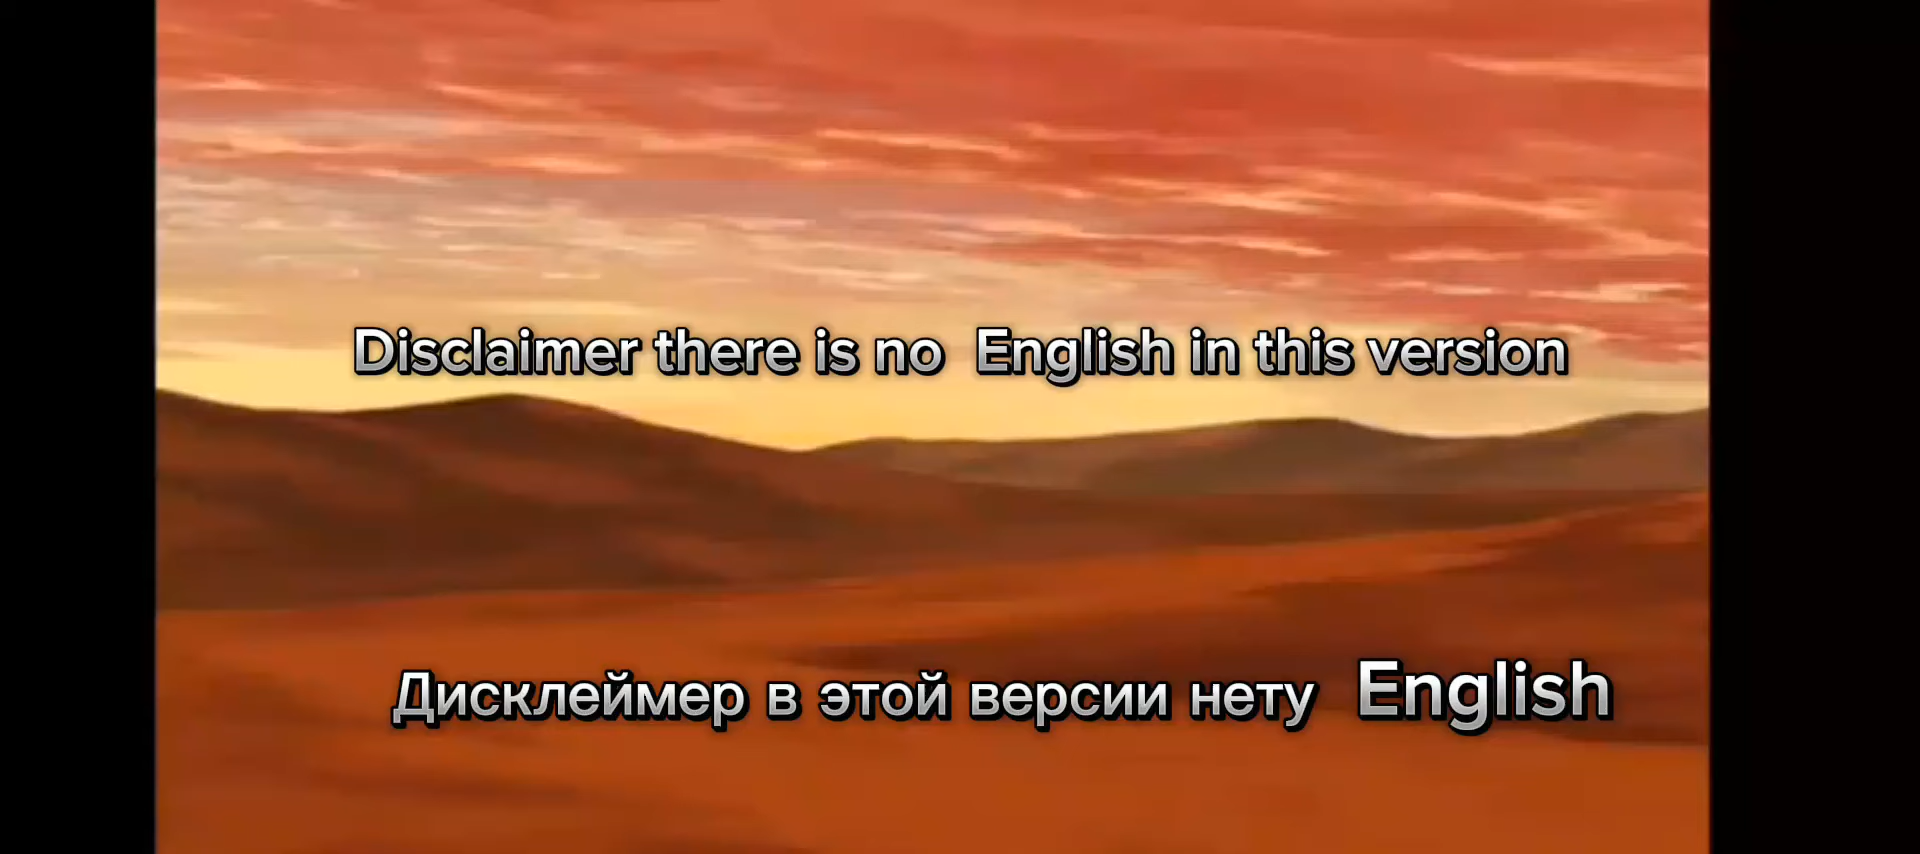 Disclaimer there is no English in this version
Дисклеймер в этой версии нету English